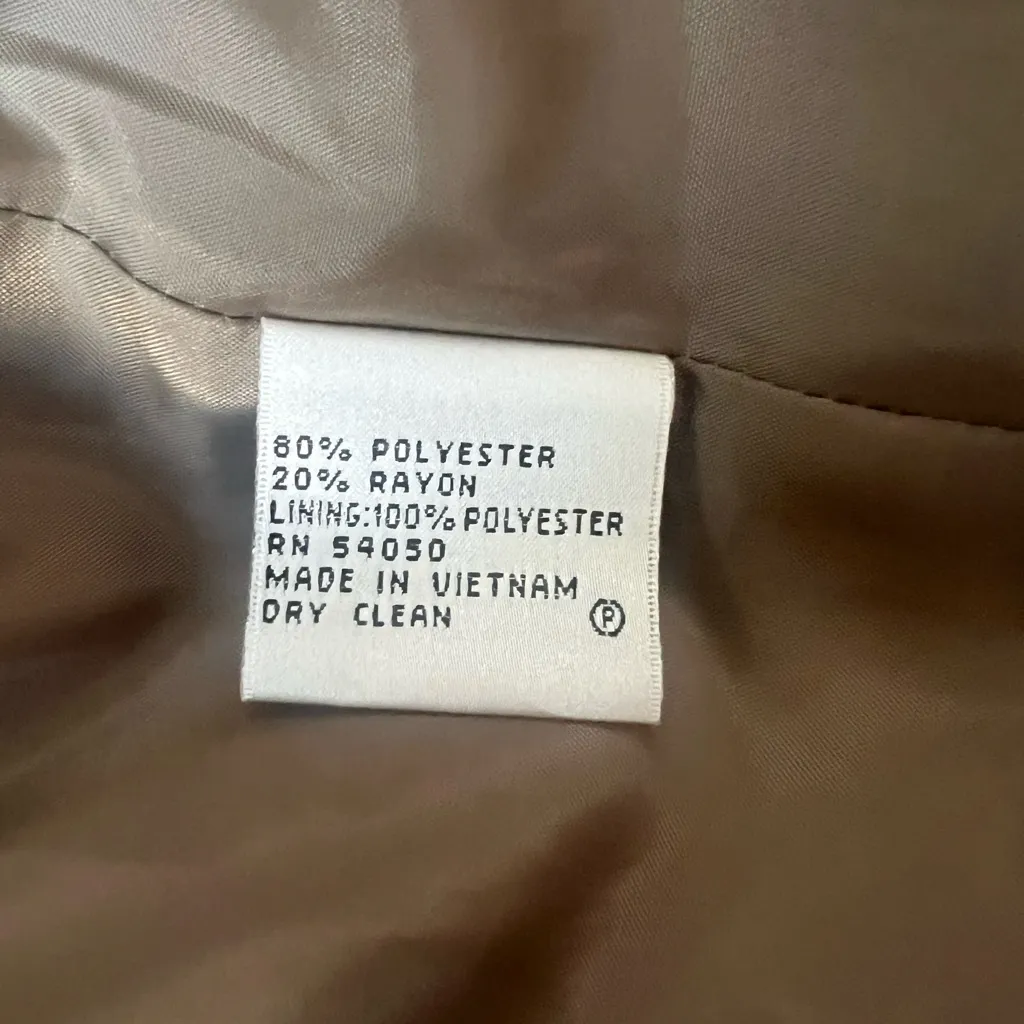 80% POLYESTER
20% RAYON
LINING:100% POLYESTER
RN 54050
MADE IN VIETNAM
DRY CLEAN Ⓟ